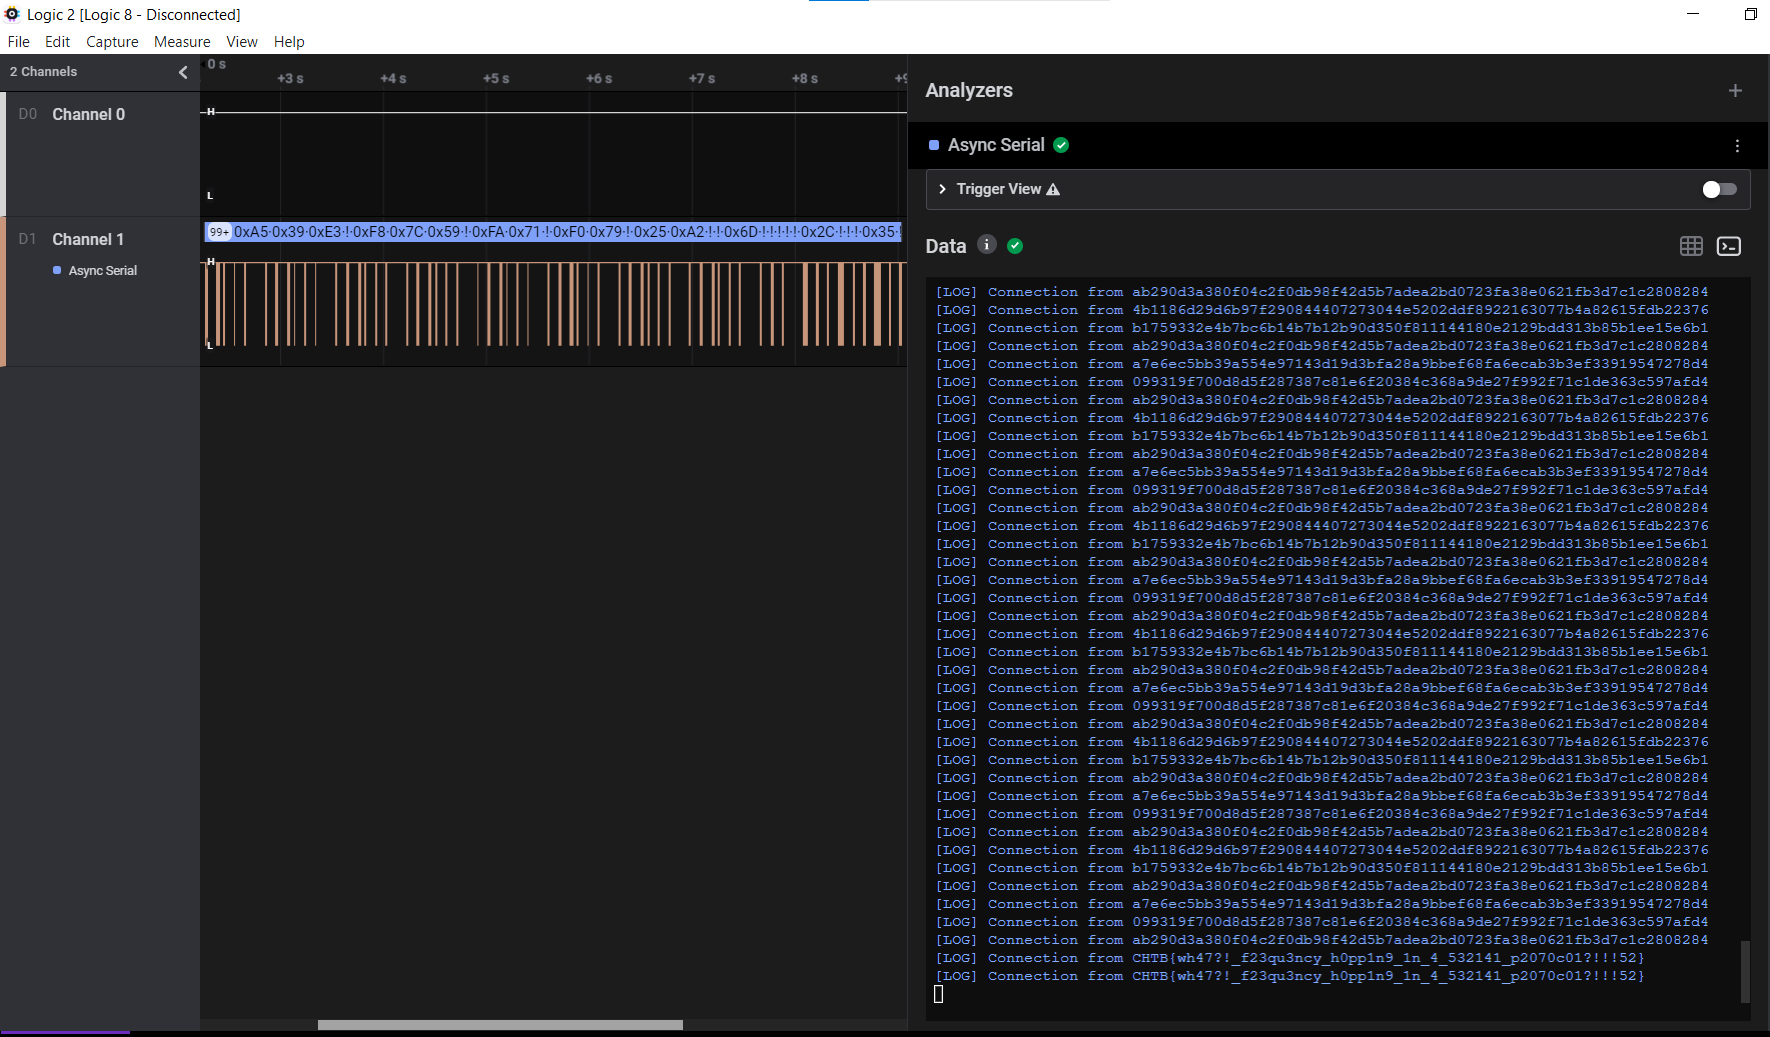 Logic 2 [Logic 8 - Disconnected]
File Edit Capture Measure View Help
2 Channels
0 s
+3 s +4 s +5 s +6 s +7 s +8 s +9
D0 Channel 0
H
L
D1 Channel 1
Async Serial
99+ 0xA5·0x39·0xE3·!·0xF8·0x7C·0x59·!·0xFA·0x71·!·0xF0·0x79·!·0x25·0xA2·!·!·0x6D·!·!·!·!·!·0x2C·!·!·!·0x35·!
H
L
Analyzers
Async Serial
Trigger View
Data
[LOG] Connection from ab290d3a380f04c2f0db98f42d5b7adea2bd0723fa38e0621fb3d7c1c2808284
[LOG] Connection from 4b1186d29d6b97f290844407273044e5202ddf8922163077b4a82615fdb22376
[LOG] Connection from b1759332e4b7bc6b14b7b12b90d350f811144180e2129bdd313b85b1ee15e6b1
[LOG] Connection from ab290d3a380f04c2f0db98f42d5b7adea2bd0723fa38e0621fb3d7c1c2808284
[LOG] Connection from a7e6ec5bb39a554e97143d19d3bfa28a9bbef68fa6ecab3b3ef33919547278d4
[LOG] Connection from 099319f700d8d5f287387c81e6f20384c368a9de27f992f71c1de363c597afd4
[LOG] Connection from ab290d3a380f04c2f0db98f42d5b7adea2bd0723fa38e0621fb3d7c1c2808284
[LOG] Connection from 4b1186d29d6b97f290844407273044e5202ddf8922163077b4a82615fdb22376
[LOG] Connection from b1759332e4b7bc6b14b7b12b90d350f811144180e2129bdd313b85b1ee15e6b1
[LOG] Connection from ab290d3a380f04c2f0db98f42d5b7adea2bd0723fa38e0621fb3d7c1c2808284
[LOG] Connection from a7e6ec5bb39a554e97143d19d3bfa28a9bbef68fa6ecab3b3ef33919547278d4
[LOG] Connection from 099319f700d8d5f287387c81e6f20384c368a9de27f992f71c1de363c597afd4
[LOG] Connection from ab290d3a380f04c2f0db98f42d5b7adea2bd0723fa38e0621fb3d7c1c2808284
[LOG] Connection from 4b1186d29d6b97f290844407273044e5202ddf8922163077b4a82615fdb22376
[LOG] Connection from b1759332e4b7bc6b14b7b12b90d350f811144180e2129bdd313b85b1ee15e6b1
[LOG] Connection from ab290d3a380f04c2f0db98f42d5b7adea2bd0723fa38e0621fb3d7c1c2808284
[LOG] Connection from a7e6ec5bb39a554e97143d19d3bfa28a9bbef68fa6ecab3b3ef33919547278d4
[LOG] Connection from 099319f700d8d5f287387c81e6f20384c368a9de27f992f71c1de363c597afd4
[LOG] Connection from ab290d3a380f04c2f0db98f42d5b7adea2bd0723fa38e0621fb3d7c1c2808284
[LOG] Connection from 4b1186d29d6b97f290844407273044e5202ddf8922163077b4a82615fdb22376
[LOG] Connection from b1759332e4b7bc6b14b7b12b90d350f811144180e2129bdd313b85b1ee15e6b1
[LOG] Connection from ab290d3a380f04c2f0db98f42d5b7adea2bd0723fa38e0621fb3d7c1c2808284
[LOG] Connection from a7e6ec5bb39a554e97143d19d3bfa28a9bbef68fa6ecab3b3ef33919547278d4
[LOG] Connection from 099319f700d8d5f287387c81e6f20384c368a9de27f992f71c1de363c597afd4
[LOG] Connection from ab290d3a380f04c2f0db98f42d5b7adea2bd0723fa38e0621fb3d7c1c2808284
[LOG] Connection from 4b1186d29d6b97f290844407273044e5202ddf8922163077b4a82615fdb22376
[LOG] Connection from b1759332e4b7bc6b14b7b12b90d350f811144180e2129bdd313b85b1ee15e6b1
[LOG] Connection from ab290d3a380f04c2f0db98f42d5b7adea2bd0723fa38e0621fb3d7c1c2808284
[LOG] Connection from a7e6ec5bb39a554e97143d19d3bfa28a9bbef68fa6ecab3b3ef33919547278d4
[LOG] Connection from 099319f700d8d5f287387c81e6f20384c368a9de27f992f71c1de363c597afd4
[LOG] Connection from ab290d3a380f04c2f0db98f42d5b7adea2bd0723fa38e0621fb3d7c1c2808284
[LOG] Connection from 4b1186d29d6b97f290844407273044e5202ddf8922163077b4a82615fdb22376
[LOG] Connection from b1759332e4b7bc6b14b7b12b90d350f811144180e2129bdd313b85b1ee15e6b1
[LOG] Connection from ab290d3a380f04c2f0db98f42d5b7adea2bd0723fa38e0621fb3d7c1c2808284
[LOG] Connection from a7e6ec5bb39a554e97143d19d3bfa28a9bbef68fa6ecab3b3ef33919547278d4
[LOG] Connection from 099319f700d8d5f287387c81e6f20384c368a9de27f992f71c1de363c597afd4
[LOG] Connection from ab290d3a380f04c2f0db98f42d5b7adea2bd0723fa38e0621fb3d7c1c2808284
[LOG] Connection from CHTB{wh47?!_f23qu3ncy_h0pp1n9_1n_4_532141_p2070c01?!!!52}
[LOG] Connection from CHTB{wh47?!_f23qu3ncy_h0pp1n9_1n_4_532141_p2070c01?!!!52}